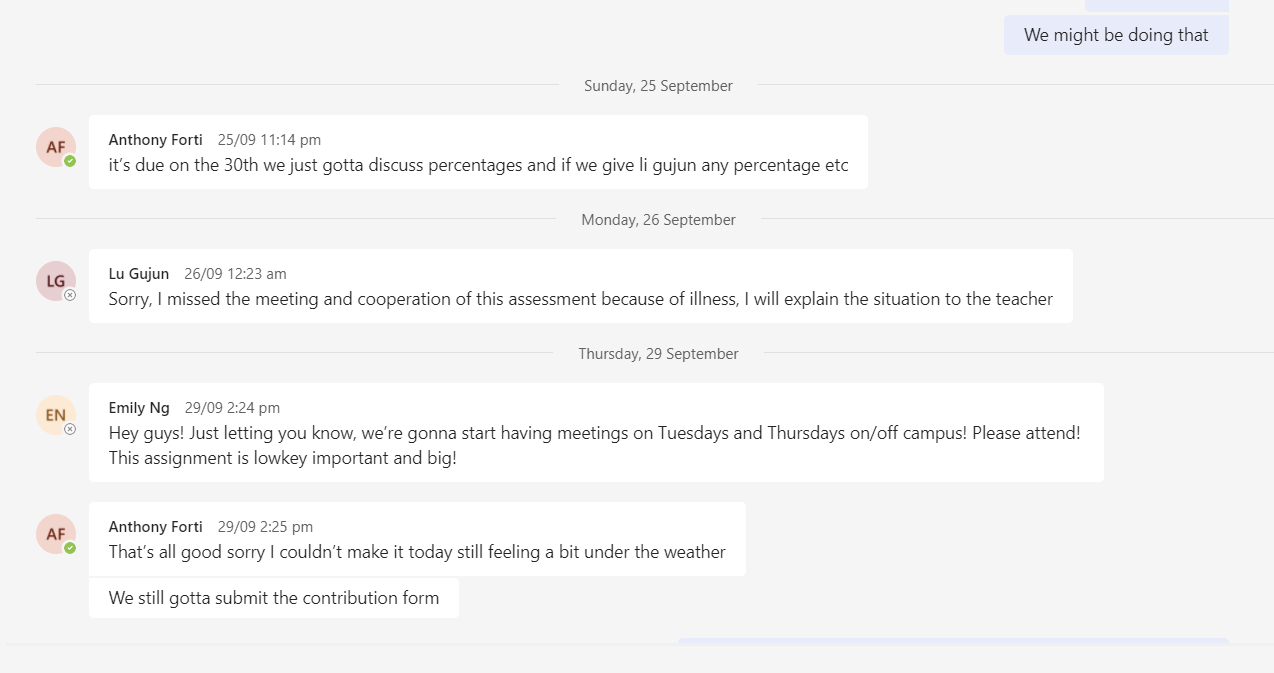 We might be doing that
Sunday, 25 September
AF
Anthony Forti 25/09 11:14 pm
it's due on the 30th we just gotta discuss percentages and if we give li gujun any percentage etc
Monday, 26 September
LG
Lu Gujun 26/09 12:23 am
Sorry, I missed the meeting and cooperation of this assessment because of illness, I will explain the situation to the teacher
Thursday, 29 September
EN
Emily Ng 29/09 2:24 pm
Hey guys! Just letting you know, we're gonna start having meetings on Tuesdays and Thursdays on/off campus! Please attend!
This assignment is lowkey important and big!
AF
Anthony Forti 29/09 2:25 pm
That's all good sorry I couldn't make it today still feeling a bit under the weather
We still gotta submit the contribution form